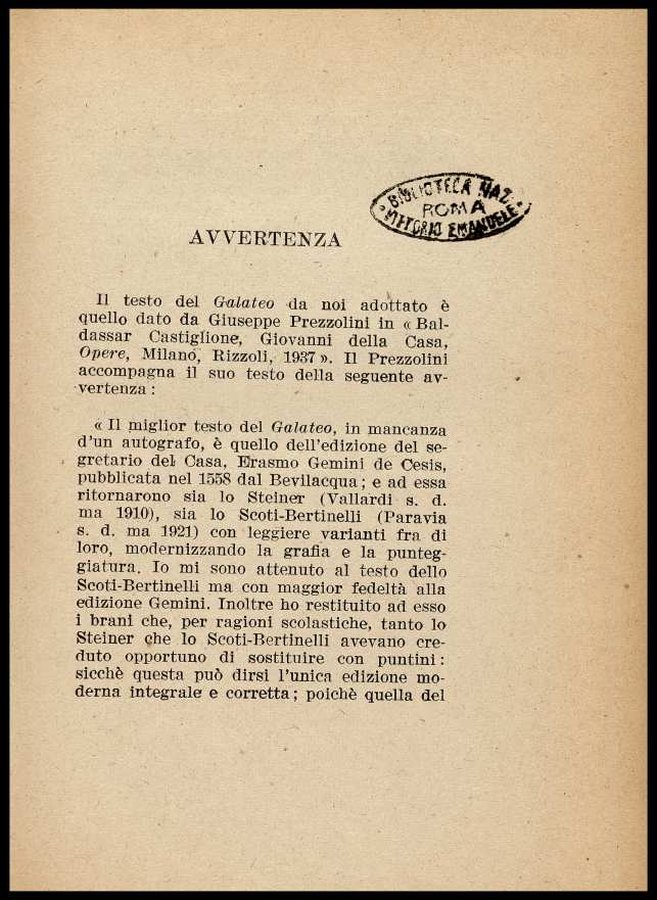 BIBLIOTECA NAZ.
ROMA
VITTORIO EMANUELE
AVVERTENZA
Il testo del Galateo da noi adottato è
quello dato da Giuseppe Prezzolini in « Bal-
dassar Castiglione, Giovanni della Casa,
Opere, Milano, Rizzoli, 1937 ». Il Prezzolini
accompagna il suo testo della seguente av-
vertenza :
« Il miglior testo del Galateo, in mancanza
d'un autografo, è quello dell'edizione del se-
gretario del Casa, Erasmo Gemini de Cesis,
pubblicata nel 1558 dal Bevilacqua ; e ad essa
ritornarono sia lo Steiner (Vallardi s. d.
ma 1910), sia lo Scoti-Bertinelli (Paravia
s. d. ma 1921) con leggiere varianti fra di
loro, modernizzando la grafia e la punteg-
giatura. Io mi sono attenuto al testo dello
Scoti-Bertinelli ma con maggior fedeltà alla
edizione Gemini. Inoltre ho restituito ad esso
i brani che, per ragioni scolastiche, tanto lo
Steiner che lo Scoti-Bertinelli avevano cre-
duto opportuno di sostituire con puntini :
sicchè questa può dirsi l'unica edizione mo-
derna integrale e corretta ; poichè quella del